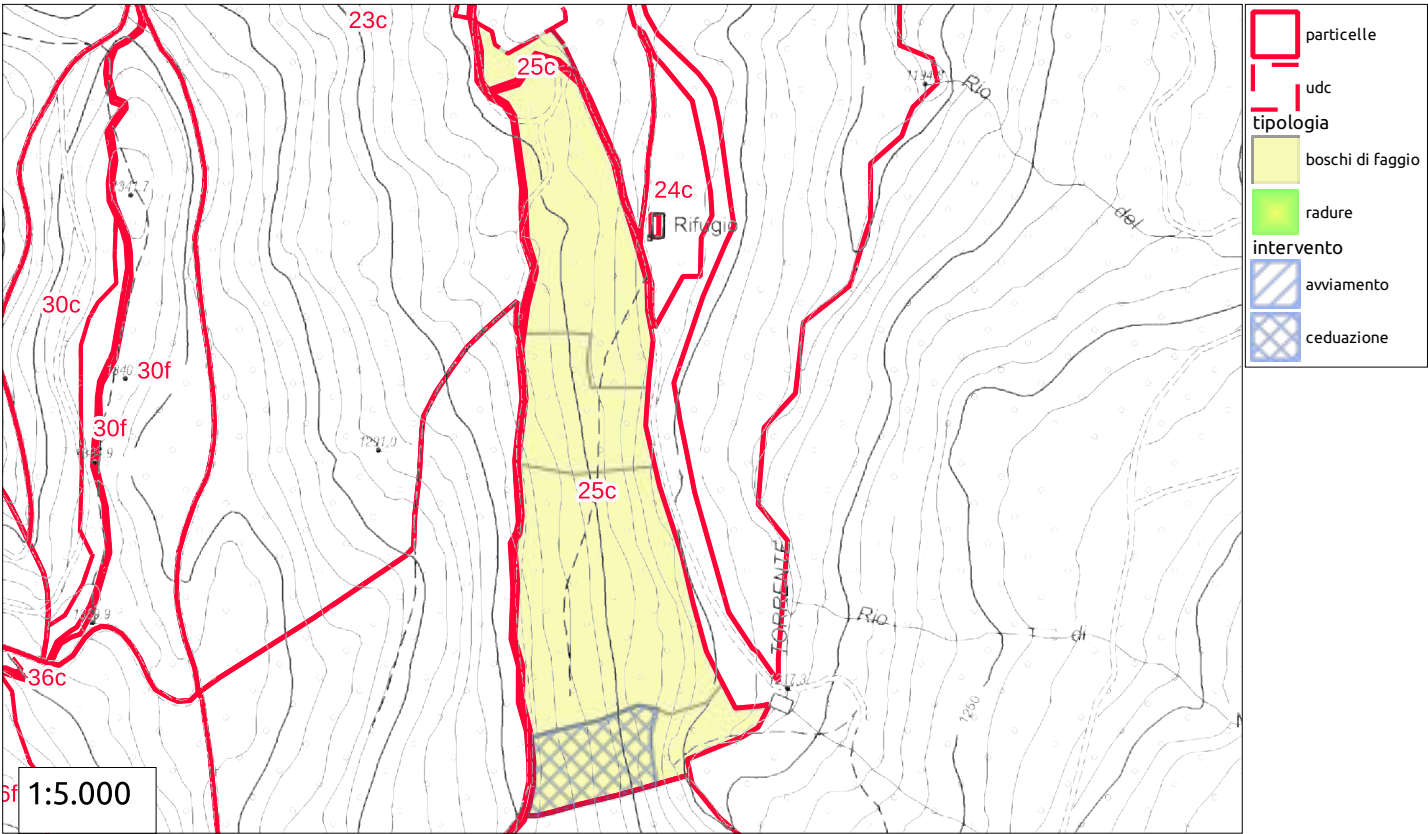 23c
25c
Rio
24c
del
Rifugio
30c
30f
30f
1291.0
25c
TORRENTE
Rio
di
36c
1250
1:5.000
particelle
udc
tipologia
boschi di faggio
radure
intervento
avviamento
ceduazione